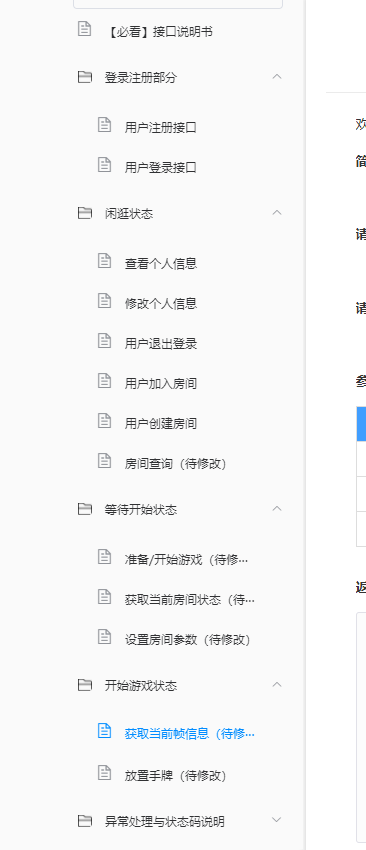 【必看】接口说明书
登录注册部分
用户注册接口
用户登录接口
闲逛状态
查看个人信息
修改个人信息
用户退出登录
用户加入房间
用户创建房间
房间查询（待修改）
等待开始状态
准备/开始游戏（待修...
获取当前房间状态（待...
设置房间参数（待修改）
开始游戏状态
获取当前帧信息（待修...
放置手牌（待修改）
异常处理与状态码说明
欢
简
请
请
参
返